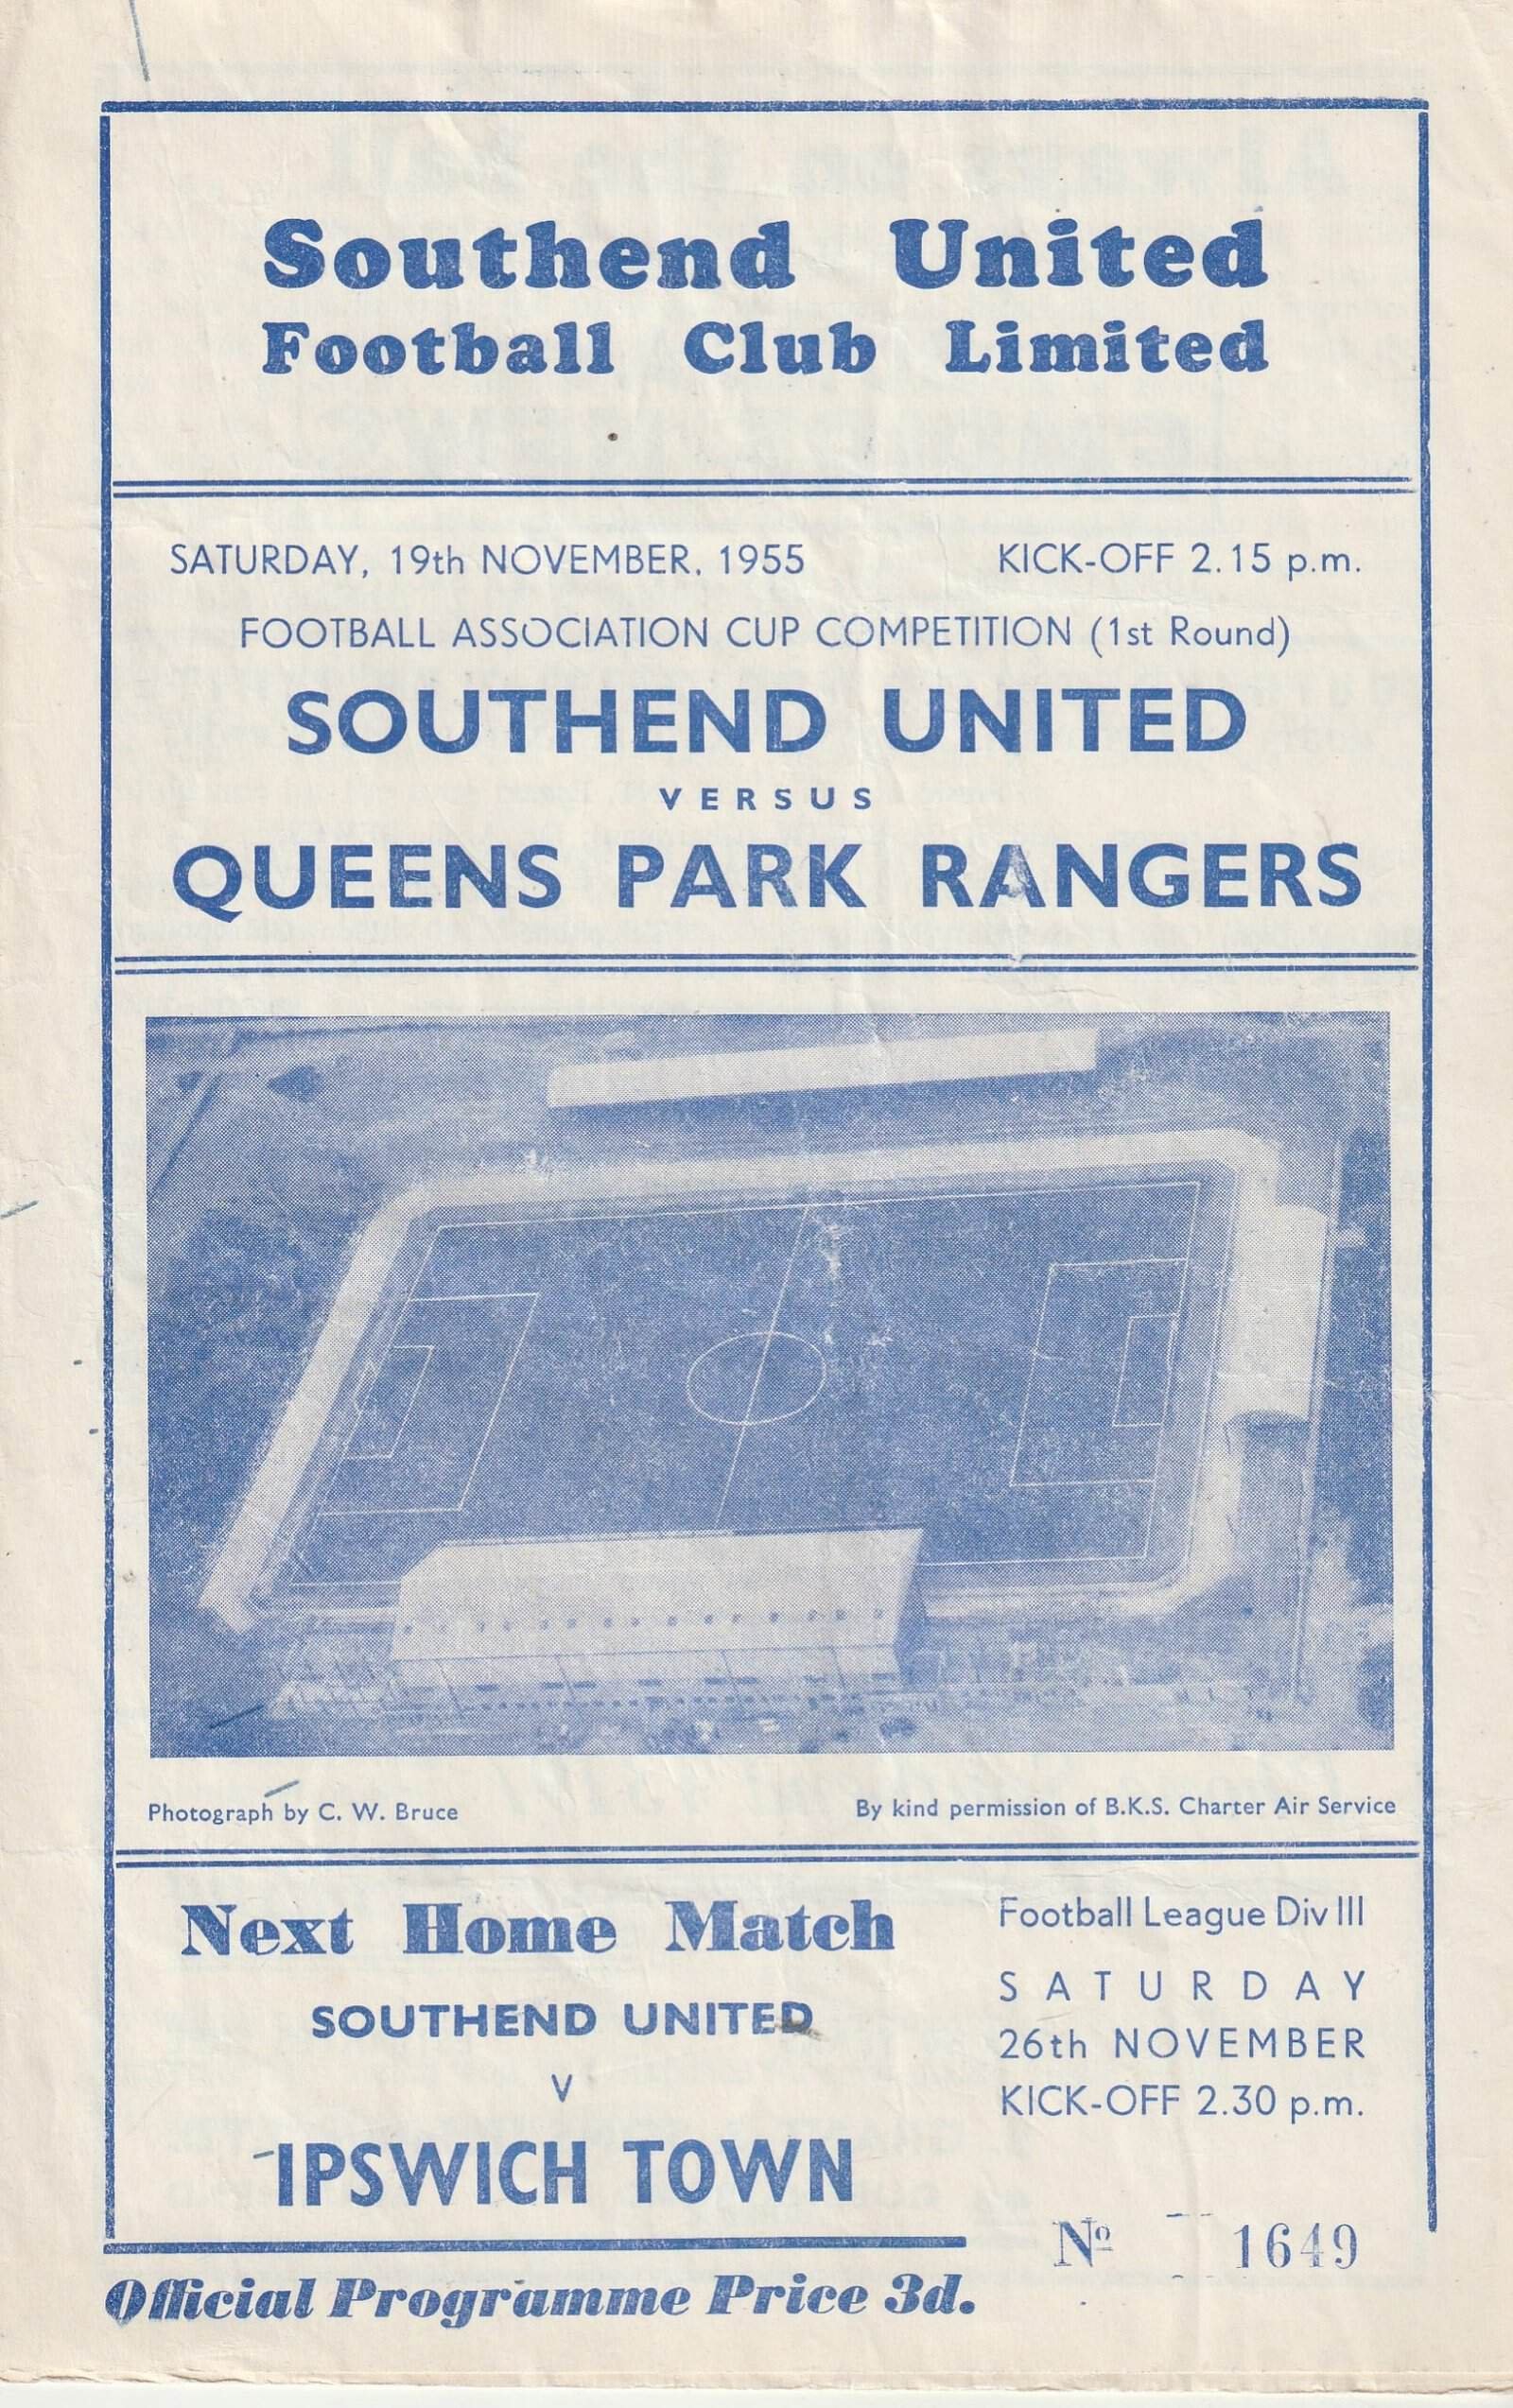 Southend United
Football Club Limited
SATURDAY, 19th NOVEMBER, 1955 KICK-OFF 2.15 p.m.
FOOTBALL ASSOCIATION CUP COMPETITION (1st Round)
SOUTHEND UNITED
VERSUS
QUEENS PARK RANGERS
Photograph by C. W. Bruce By kind permission of B.K.S. Charter Air Service
Next Home Match
SOUTHEND UNITED
V
IPSWICH TOWN
Football League Div III
SATURDAY
26th NOVEMBER
KICK-OFF 2.30 p.m.
Nº 1649
Official Programme Price 3d.